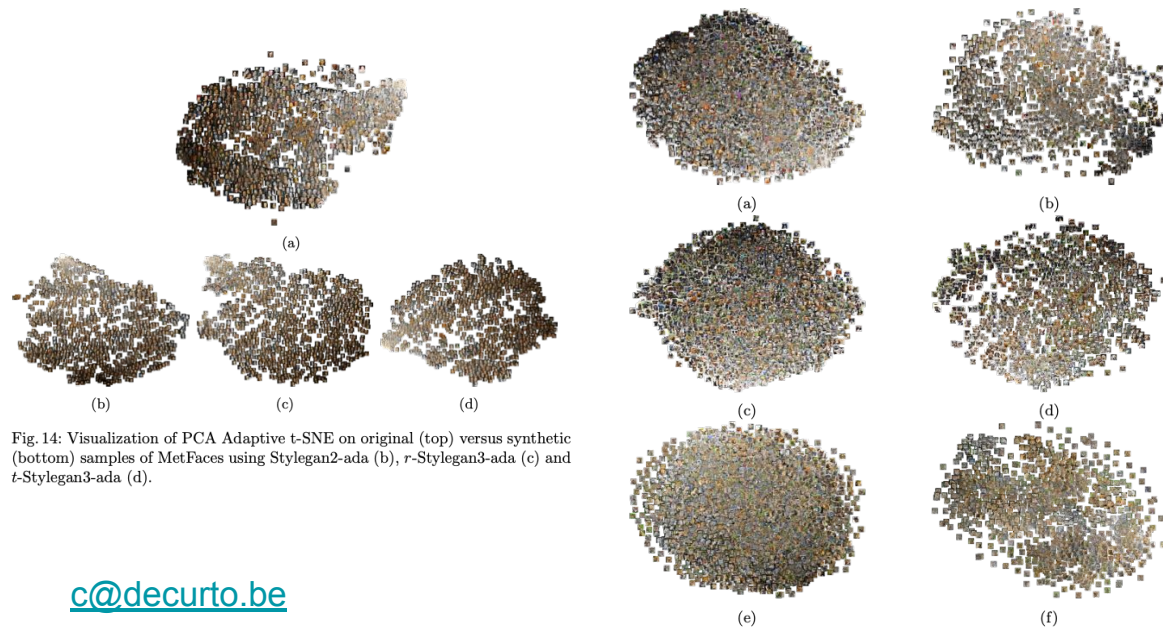 (a)
(b) (c) (d)
Fig. 14: Visualization of PCA Adaptive t-SNE on original (top) versus synthetic
(bottom) samples of MetFaces using Stylegan2-ada (b), r-Stylegan3-ada (c) and
t-Stylegan3-ada (d).
c@decurto.be
(a) (b)
(c) (d)
(e) (f)